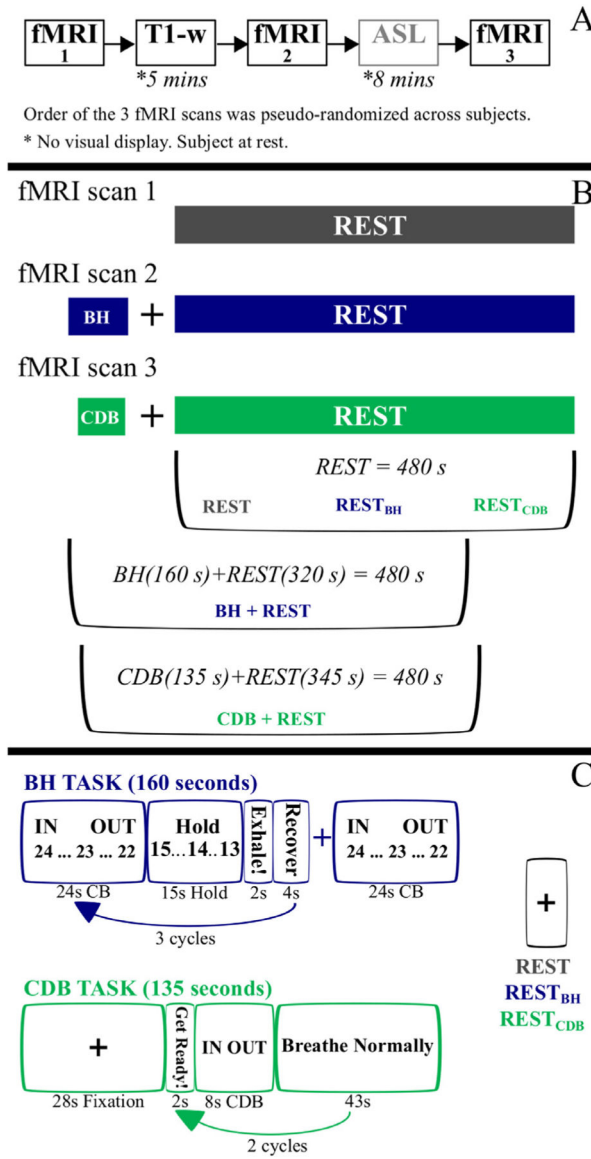 A
fMRI 1 T1-w fMRI 2 ASL fMRI 3
*5 mins *8 mins
Order of the 3 fMRI scans was pseudo-randomized across subjects.
* No visual display. Subject at rest.
B
fMRI scan 1
REST
fMRI scan 2
BH + REST
fMRI scan 3
CDB + REST
REST = 480 s
REST REST_BH REST_CDB
BH(160 s)+REST(320 s) = 480 s
BH + REST
CDB(135 s)+REST(345 s) = 480 s
CDB + REST
C
BH TASK (160 seconds)
IN OUT
24 ... 23 ... 22
Hold
15...14..13
Exhale!
Recover
+
IN OUT
24 ... 23 ... 22
24s CB 15s Hold 2s 4s 24s CB
3 cycles
+
REST
REST_BH
REST_CDB
CDB TASK (135 seconds)
+
Get Ready!
IN OUT
Breathe Normally
28s Fixation 2s 8s CDB 43s
2 cycles